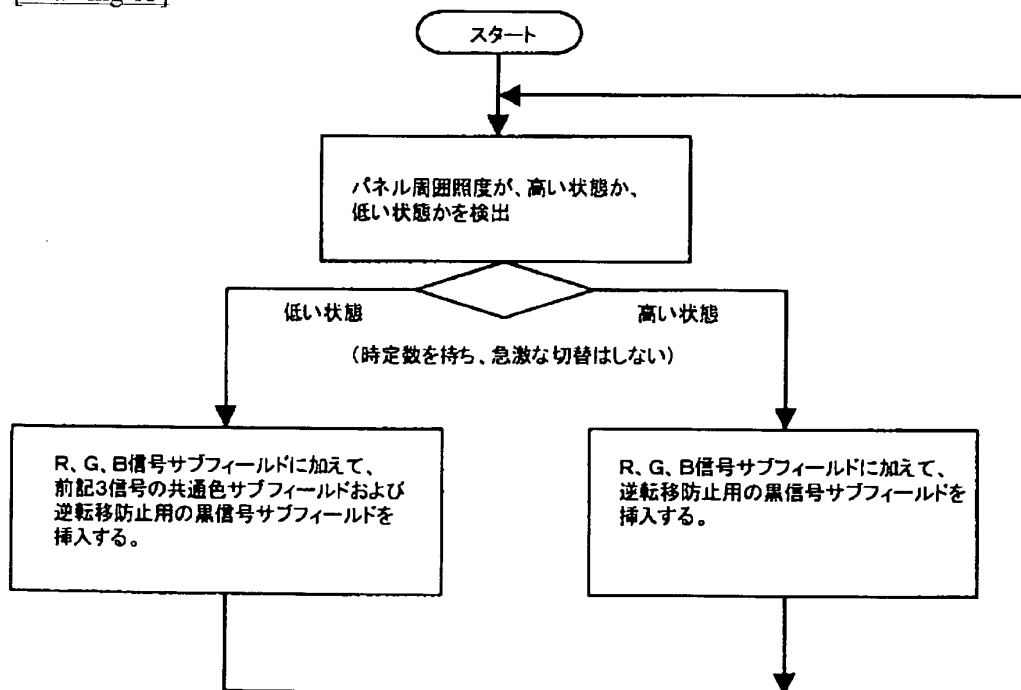 スタート
パネル周囲照度が、高い状態か、
低い状態かを検出
低い状態
高い状態
(時定数を持ち、急激な切替はしない)
R、G、B信号サブフィールドに加えて、
前記3信号の共通色サブフィールドおよび
逆転移防止用の黒信号サブフィールドを
挿入する。
R、G、B信号サブフィールドに加えて、
逆転移防止用の黒信号サブフィールドを
挿入する。